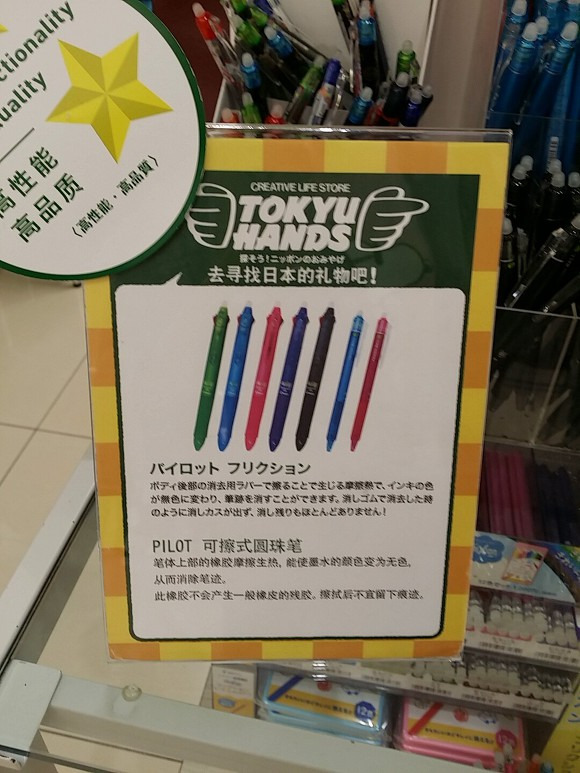 ctionality
uality
高性能
高品质
〈高性能・高品質〉
CREATIVE LIFE STORE
TOKYU
HANDS
探そう!ニッポンのおみやげ
去寻找日本的礼物吧!
パイロット フリクション
ボディ後部の消去用ラバーで擦ることで生じる摩擦熱で、インキの色
が無色に変わり、筆跡を消すことができます。消しゴムで消去した時
のように消しカスが出ず、消し残りもほとんどありません!
PILOT 可擦式圆珠笔
笔体上部的橡胶摩擦生热, 能使墨水的颜色变为无色,
从而消除笔迹。
此橡胶不会产生一般橡皮的残胶。擦拭后不宜留下痕迹。
12色